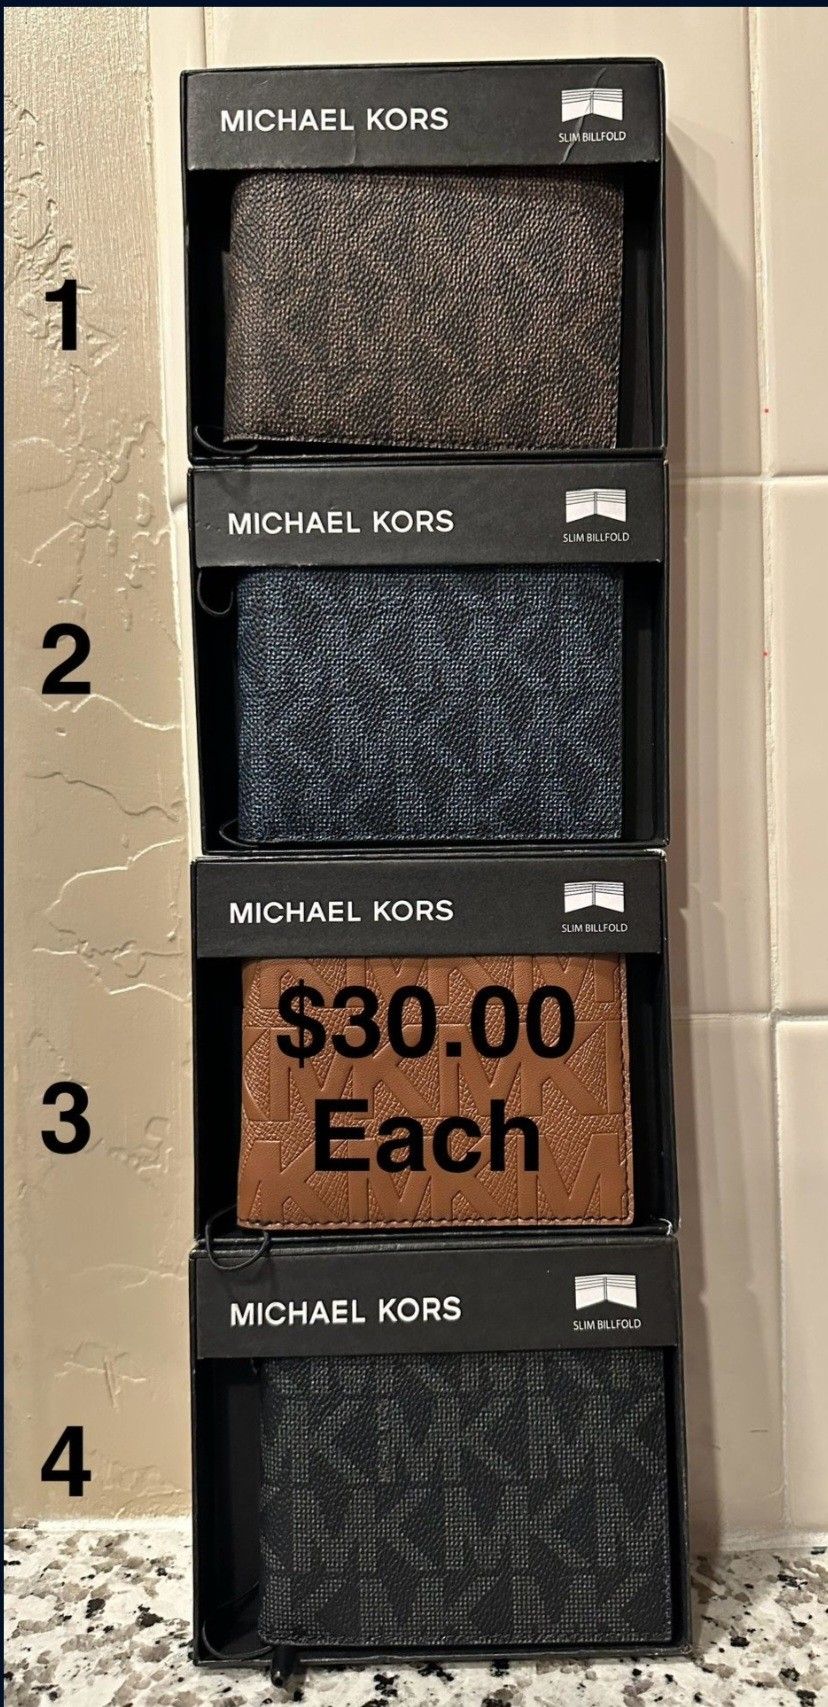 MICHAEL KORS
SLIM BILLFOLD
1
MICHAEL KORS
SLIM BILLFOLD
2
MICHAEL KORS
SLIM BILLFOLD
$30.00
Each
3
MICHAEL KORS
SLIM BILLFOLD
4